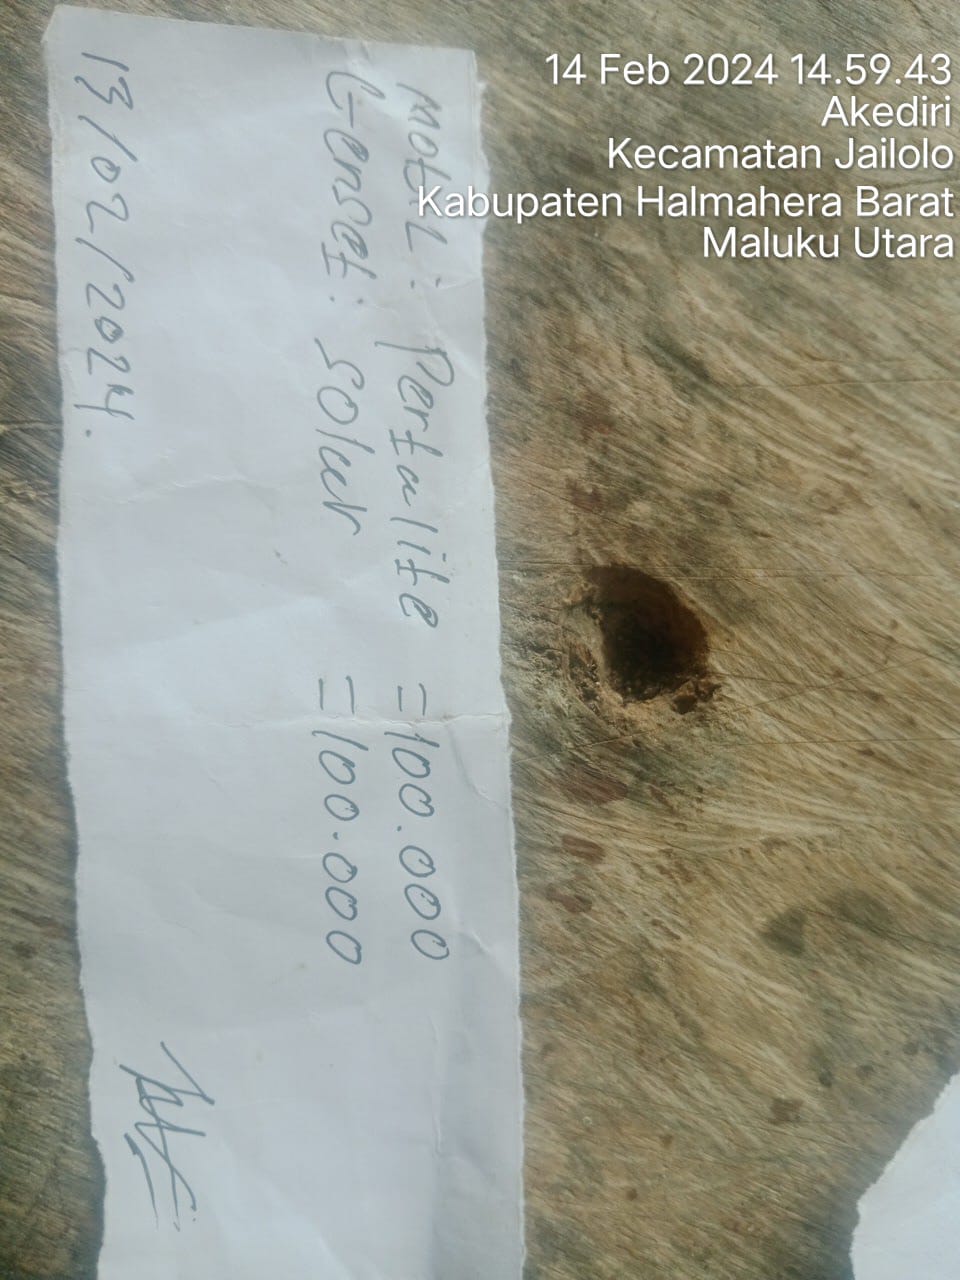 14 Feb 2024 14.59.43
Akediri
Kecamatan Jailolo
Kabupaten Halmahera Barat
Maluku Utara
: Pertalite = 100.000
Genset : Solar = 100.000
13/02/2024.